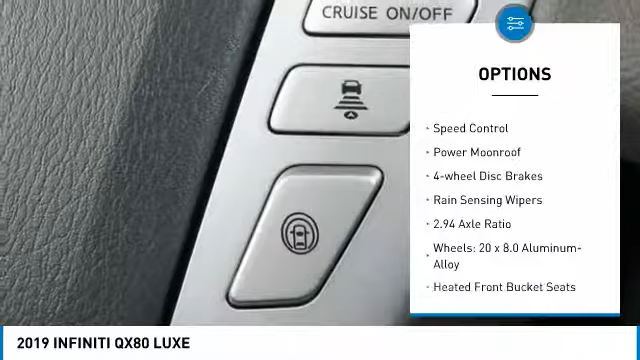 CRUISE ON/OFF
OPTIONS
Speed Control
Power Moonroof
4-wheel Disc Brakes
Rain Sensing Wipers
2.94 Axle Ratio
Wheels: 20 x 8.0 Aluminum-
Alloy
Heated Front Bucket Seats
2019 INFINITI QX80 LUXE